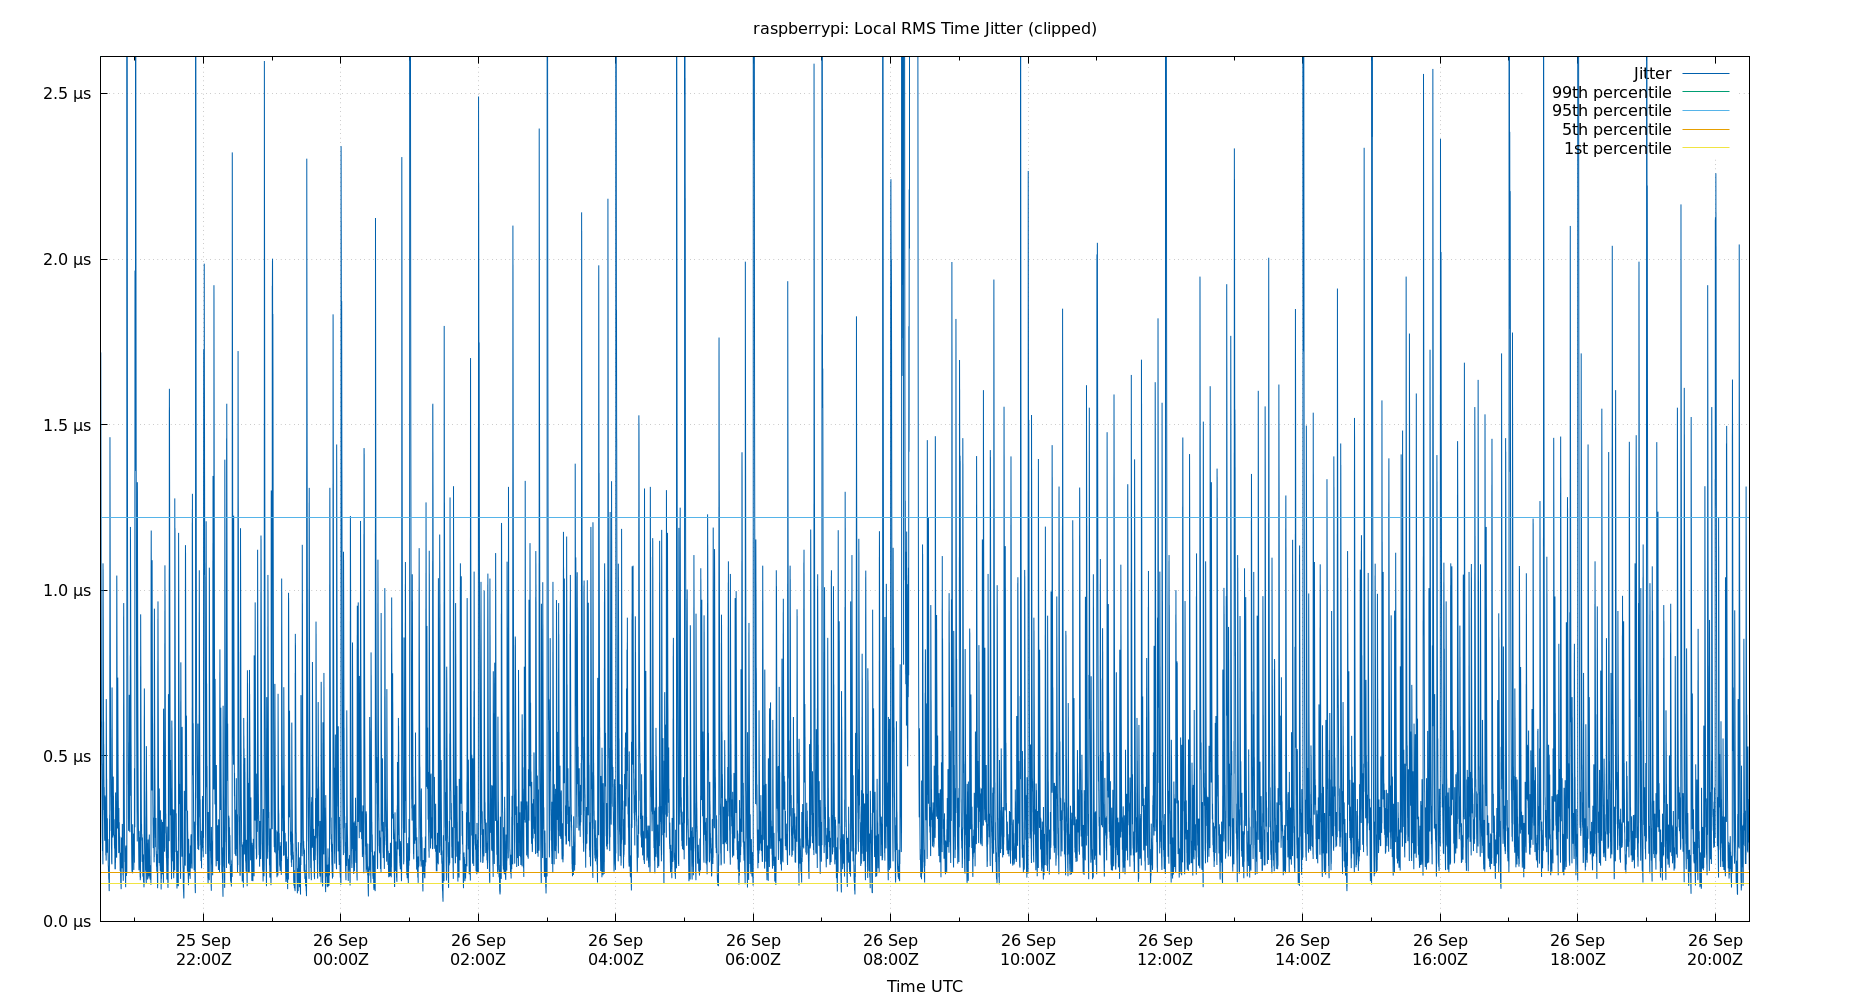 raspberrypi: Local RMS Time Jitter (clipped)
Jitter
99th percentile
95th percentile
5th percentile
1st percentile
2.5 μs
2.0 μs
1.5 μs
1.0 μs
0.5 μs
0.0 μs
25 Sep 26 Sep 26 Sep 26 Sep 26 Sep 26 Sep 26 Sep 26 Sep 26 Sep 26 Sep 26 Sep 26 Sep
22:00Z 00:00Z 02:00Z 04:00Z 06:00Z 08:00Z 10:00Z 12:00Z 14:00Z 16:00Z 18:00Z 20:00Z
Time UTC